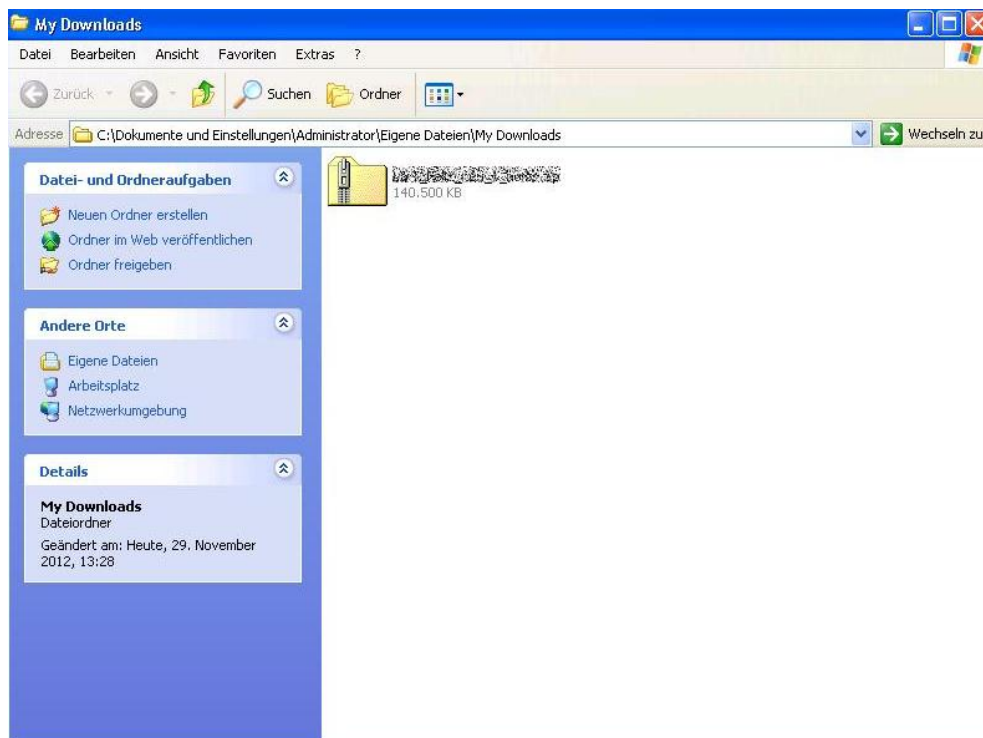 My Downloads
Datei Bearbeiten Ansicht Favoriten Extras ?
Zurück Suchen Ordner
Adresse C:\Dokumente und Einstellungen\Administrator\Eigene Dateien\My Downloads Wechseln zu
Datei- und Ordneraufgaben
Neuen Ordner erstellen
Ordner im Web veröffentlichen
Ordner freigeben
Andere Orte
Eigene Dateien
Arbeitsplatz
Netzwerkumgebung
Details
My Downloads
Dateiordner
Geändert am: Heute, 29. November
2012, 13:28
140.500 KB